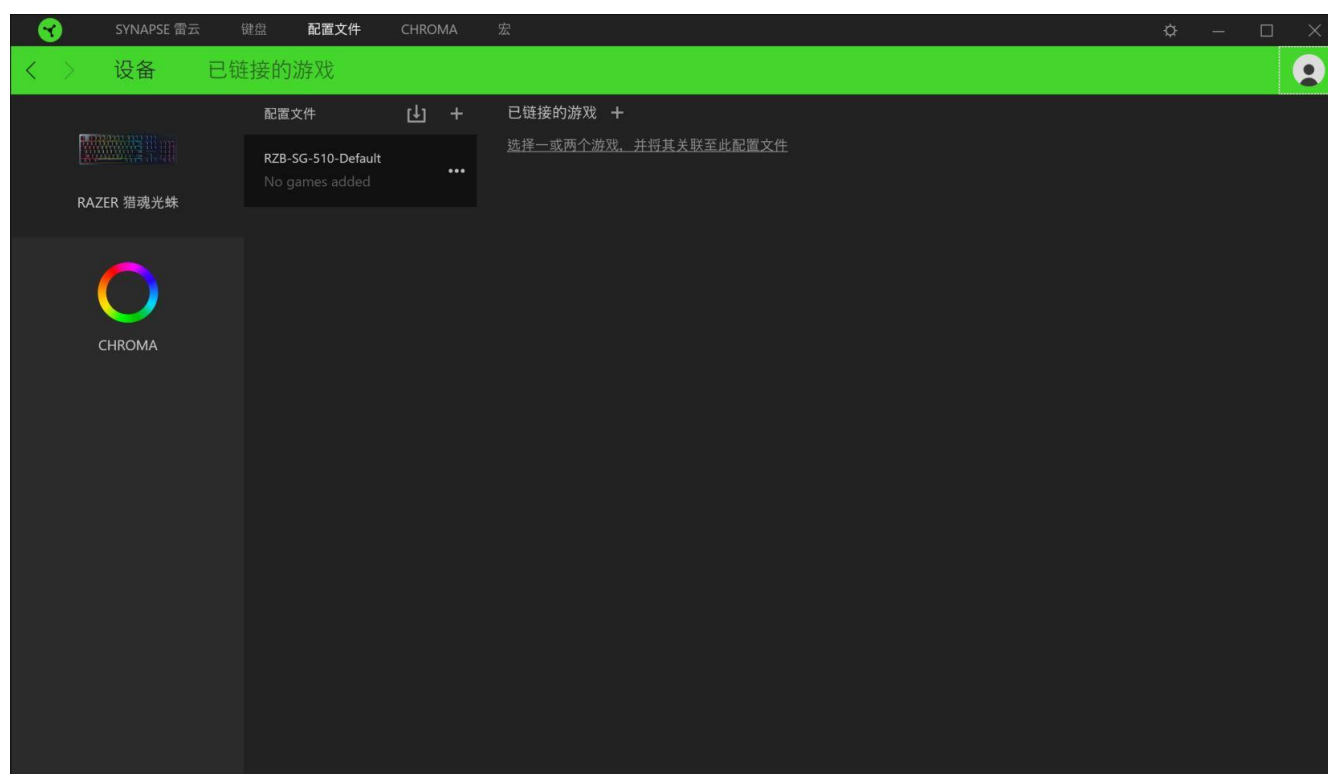 SYNAPSE 雷云 键盘 配置文件 CHROMA 宏
设备 已链接的游戏
配置文件
已链接的游戏
选择一或两个游戏，并将其关联至此配置文件
RZB-SG-510-Default
No games added
RAZER 猎魂光蛛
CHROMA